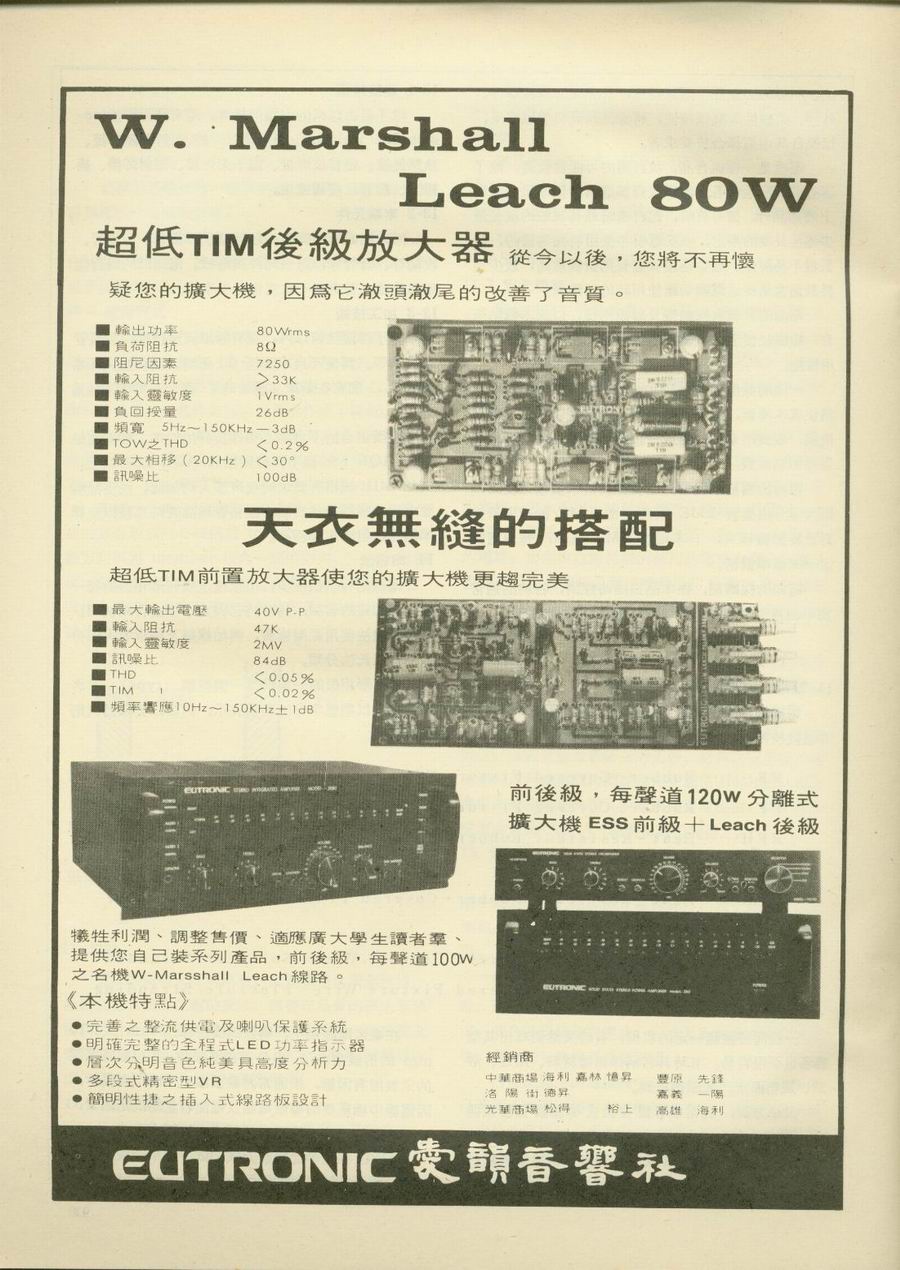 W. Marshall
Leach 80W
超低TIM後級放大器 從今以後，您將不再懷
疑您的擴大機，因爲它澈頭澈尾的改善了音質。
■輸出功率 80Wrms
■負荷阻抗 8Ω
■阻尼因素 7250
■輸入阻抗 ＞33K
■輸入靈敏度 1Vrms
■負回授量 26dB
■頻寬 5Hz～150KHz－3dB
■TOW之THD ＜0.2%
■最大相移（20KHz）＜30°
■訊噪比 100dB
天衣無縫的搭配
超低TIM前置放大器使您的擴大機更趨完美
■最大輸出電壓 40V P-P
■輸入阻抗 47K
■輸入靈敏度 2MV
■訊噪比 84dB
■THD ＜0.05%
■TIM ＜0.02%
■頻率響應10Hz～150KHz±1dB
EUTRONIC STEREO INTEGRATED AMPLIFIER
前後級，每聲道120W分離式
擴大機ESS前級＋Leach後級
EUTRONIC
EUTRONIC SOLID STATE STEREO POWER AMPLIFIER
犧牲利潤、調整售價、適應廣大學生讀者羣、
提供您自己裝系列產品，前後級，每聲道100W
之名機W-Marsshall Leach線路。
《本機特點》
●完善之整流供電及喇叭保護系統
●明確完整的全程式LED功率指示器
●層次分明音色純美具高度分析力
●多段式精密型VR
●簡明性捷之插入式線路板設計
經銷商
中華商場 海利 嘉林 憶昇 豐原 先鋒
洛陽街 德昇 嘉義 一陽
光華商場 松得 裕上 高雄 海利
EUTRONIC 愛韻音響社